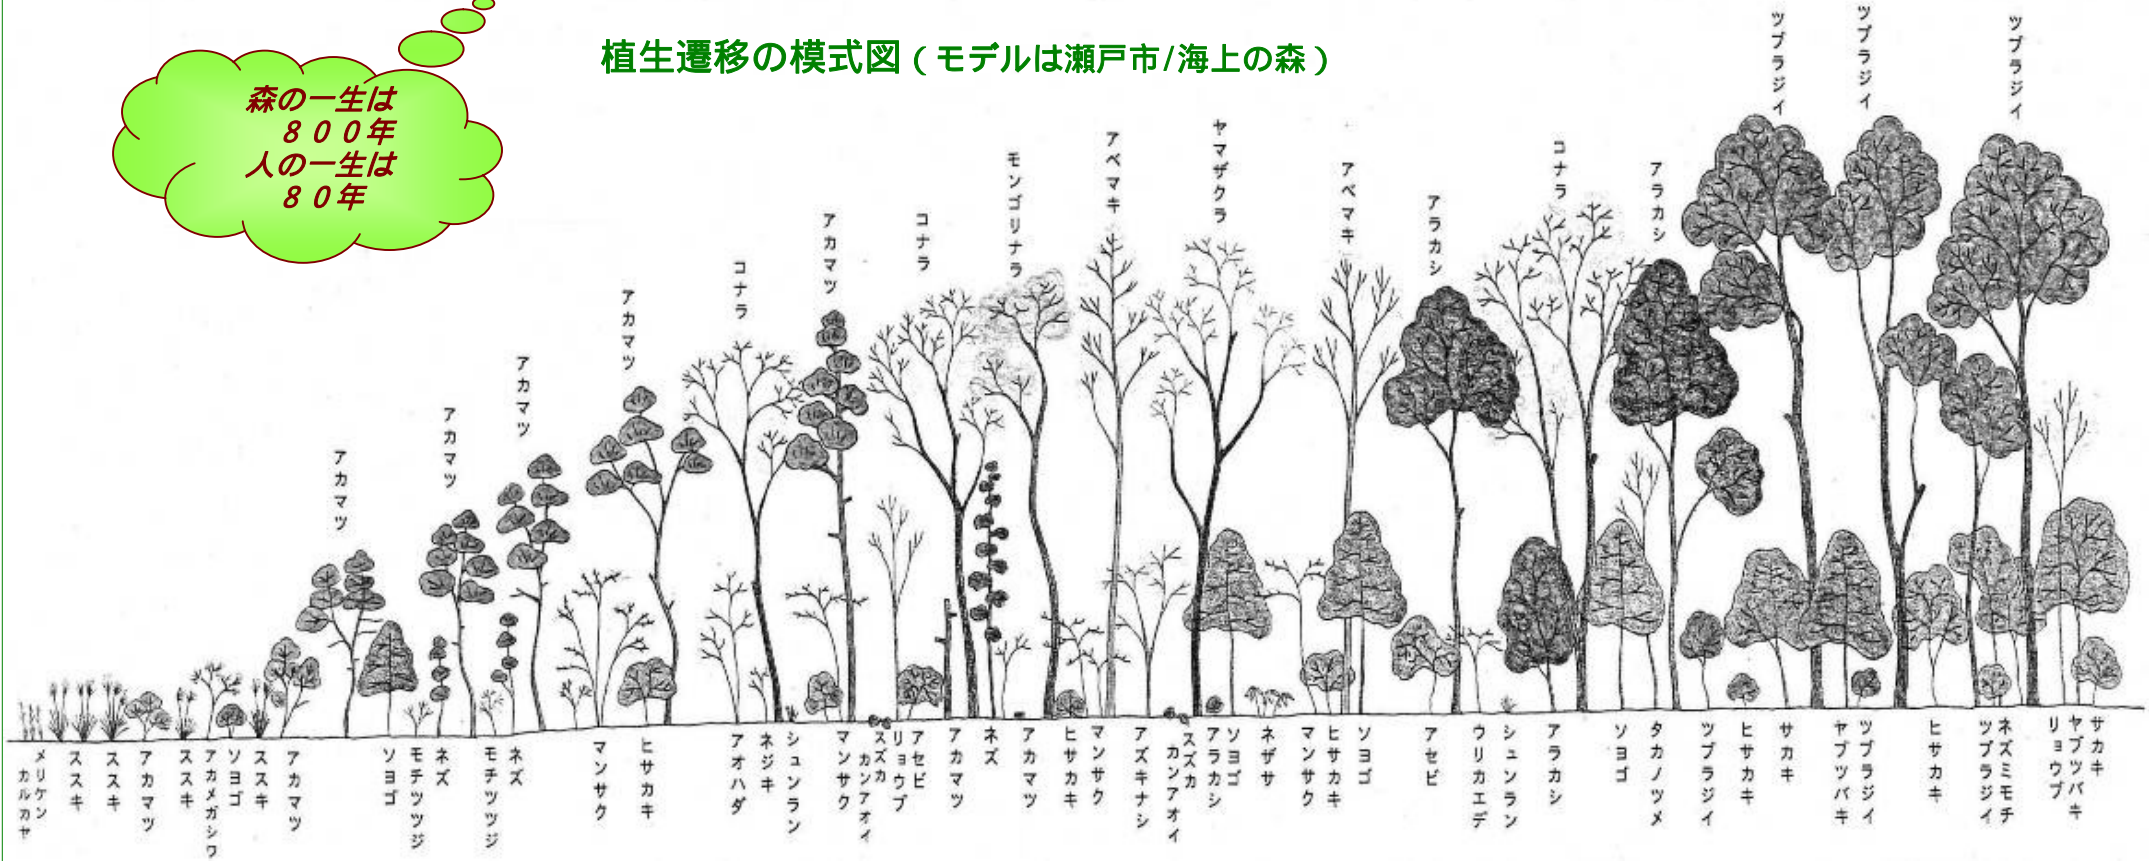 植生遷移の模式図（モデルは瀬戸市/海上の森）
森の一生は
８００年
人の一生は
８０年
アカマツ
アカマツ
アカマツ
アカマツ
コナラ
アカマツ
コナラ
モンゴリナラ
アベマキ
ヤマザクラ
アベマキ
アラカシ
コナラ
アラカシ
ツブラジイ
ツブラジイ
ツブラジイ
メリケン
カルカヤ
ススキ
ススキ
アカマツ
ススキ
アカメガシワ
ソヨゴ
ススキ
アカマツ
ソヨゴ
モチツツジ
ネズ
モチツツジ
ネズ
マンサク
ヒサカキ
アオハダ
ネジキ
シュンラン
マンサク
スズカ
カンアオイ
リョウブ
アセビ
アカマツ
ネズ
アカマツ
ヒサカキ
マンサク
アズキナシ
スズカ
カンアオイ
アラカシ
ソヨゴ
ネザサ
マンサク
ヒサカキ
ソヨゴ
アセビ
ウリカエデ
シュンラン
アラカシ
ソヨゴ
タカノツメ
ツブラジイ
ヒサカキ
サカキ
ヤブツバキ
ツブラジイ
ヒサカキ
ツブラジイ
ネズミモチ
リョウブ
ヤブツバキ
サカキ